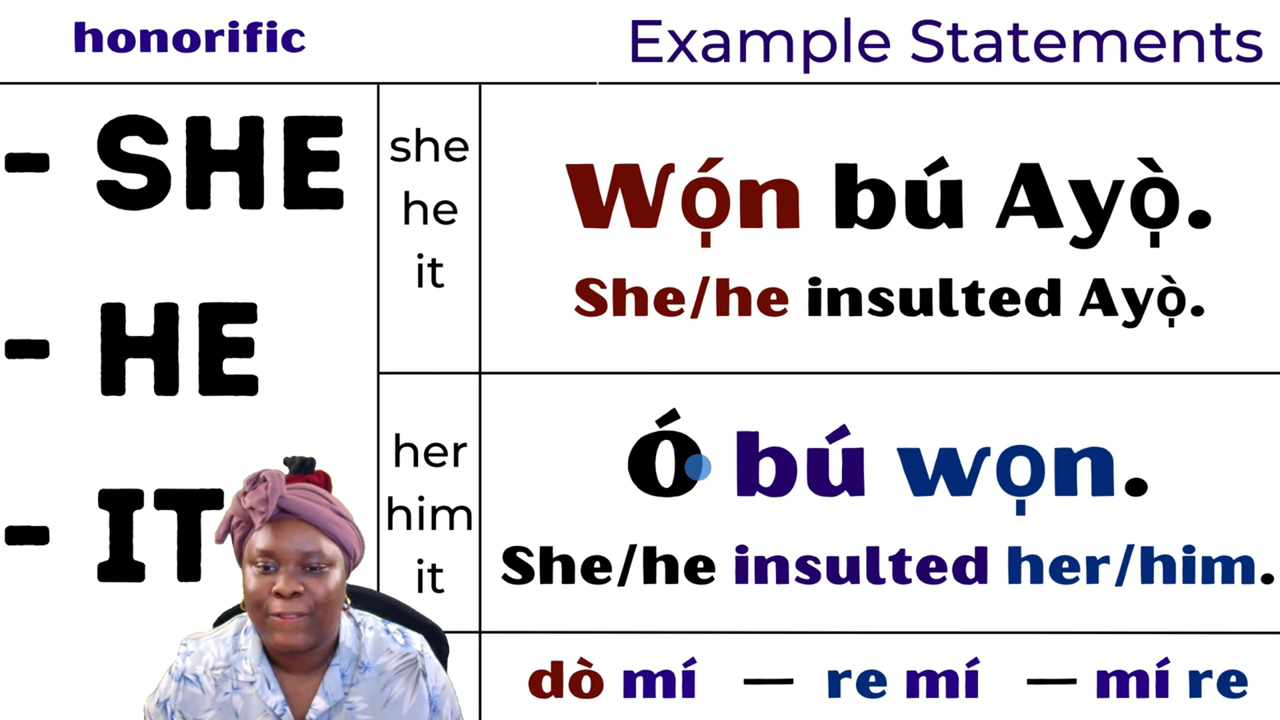 honorific
Example Statements
- SHE
- HE
- IT
she
he
it
Wọ́n bú Ayọ̀.
She/he insulted Ayọ̀.
her
him
it
Ó bú wọn.
She/he insulted her/him.
dò mí — re mí — mí re